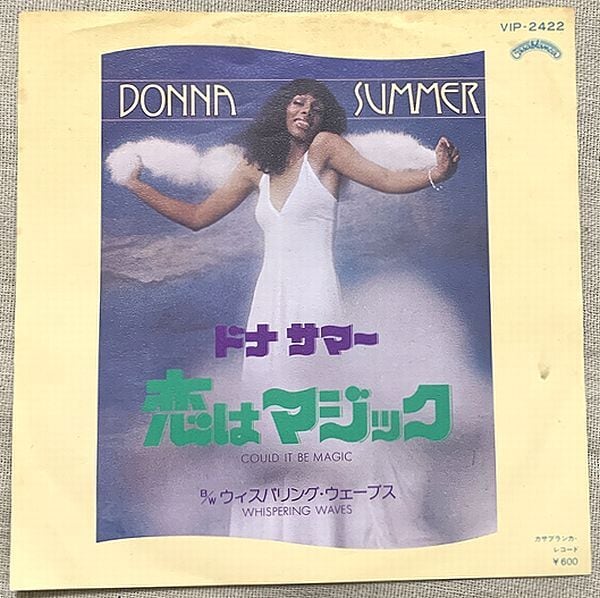 VIP-2422
Casablanca
DONNA SUMMER
ドナ サマー
恋はマジック
COULD IT BE MAGIC
B/W ウィスパリング・ウェーブス
WHISPERING WAVES
カサブランカ・
レコード
¥600